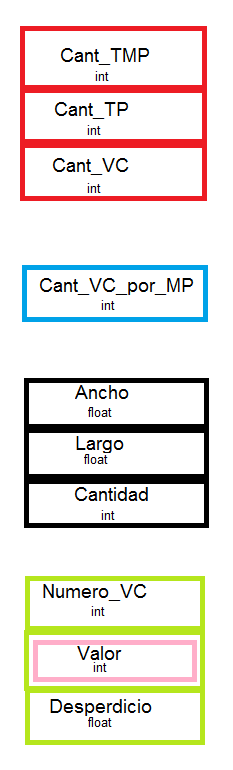 Cant_TMP
int
Cant_TP
int
Cant_VC
int
Cant_VC_por_MP
int
Ancho
float
Largo
float
Cantidad
int
Numero_VC
int
Valor
int
Desperdicio
float